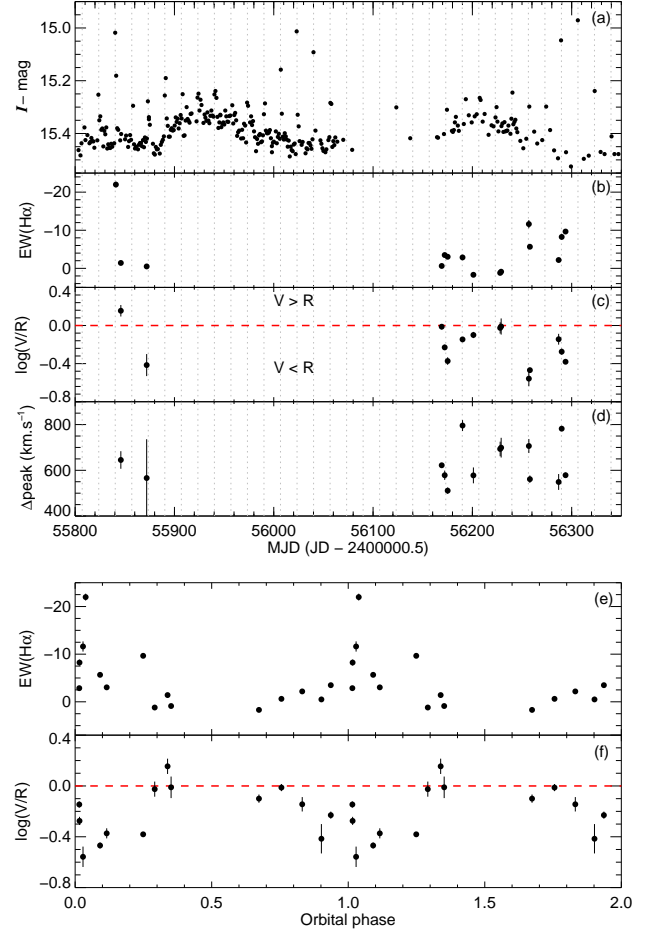 (a)
15.0
15.2
15.4
I− mag
(b)
−20
−10
0
EW(Hα)
(c)
0.4
0.0
−0.4
−0.8
log(V/R)
V > R
V < R
(d)
800
600
400
Δpeak (km.s⁻¹)
55800 55900 56000 56100 56200 56300
MJD (JD − 2400000.5)
(e)
−20
−10
0
EW(Hα)
(f)
0.4
0.0
−0.4
−0.8
log(V/R)
0.0 0.5 1.0 1.5 2.0
Orbital phase